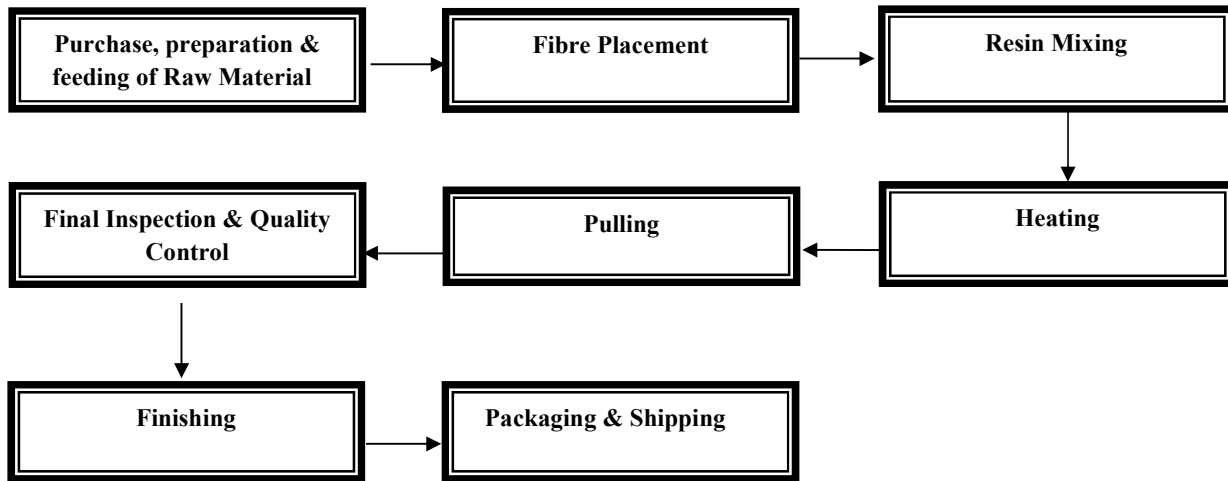 Purchase, preparation &
feeding of Raw Material
Fibre Placement
Resin Mixing
Heating
Pulling
Final Inspection & Quality
Control
Finishing
Packaging & Shipping